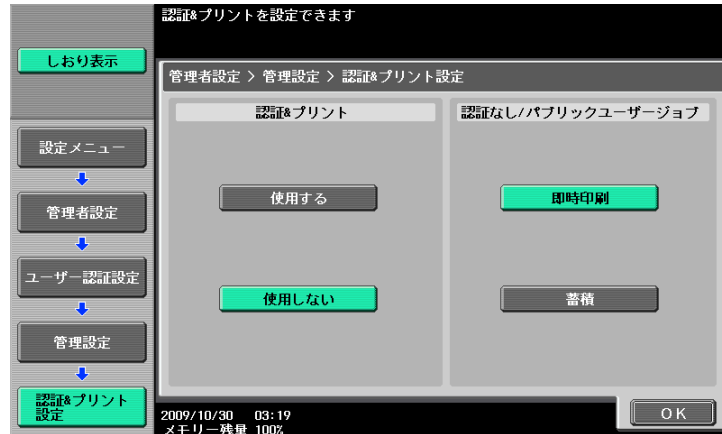 認証&プリントを設定できます
しおり表示
管理者設定 > 管理設定 > 認証&プリント設定
認証&プリント
認証なし/パブリックユーザージョブ
設定メニュー
管理者設定
ユーザー認証設定
管理設定
認証&プリント
設定
使用する
即時印刷
使用しない
蓄積
2009/10/30 03:19
メモリー残量 100%
OK